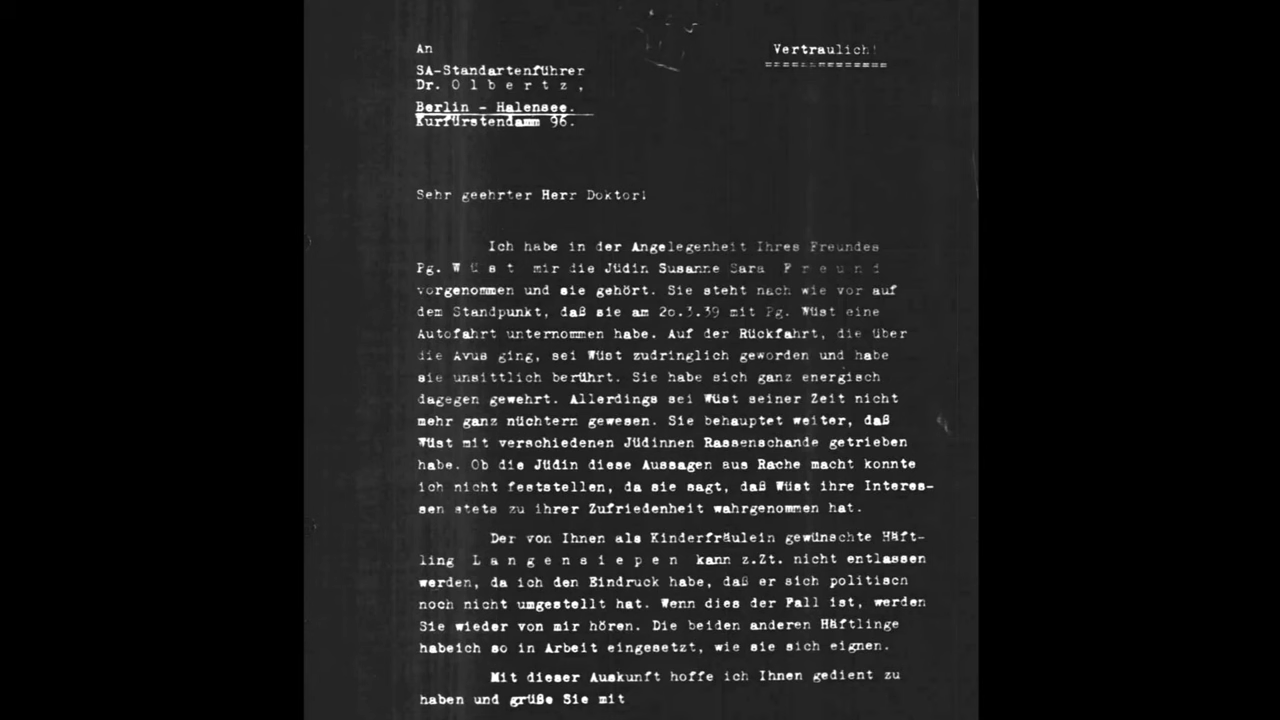 An
Vertraulich!
SA-Standartenführer
Dr. O l b e r t z ,
Berlin - Halensee.
Kurfürstendamm 96.
Sehr geehrter Herr Doktor!
Ich habe in der Angelegenheit Ihres Freundes
Pg. W ü s t mir die Jüdin Susanne Sara F r e u n d
vorgenommen und sie gehört. Sie steht nach wie vor auf
dem Standpunkt, daß sie am 20.3.39 mit Pg. Wüst eine
Autofahrt unternommen habe. Auf der Rückfahrt, die über
die Avus ging, sei Wüst zudringlich geworden und habe
sie unsittlich berührt. Sie habe sich ganz energisch
dagegen gewehrt. Allerdings sei Wüst seiner Zeit nicht
mehr ganz nüchtern gewesen. Sie behauptet weiter, daß
Wüst mit verschiedenen Jüdinnen Rassenschande getrieben
habe. Ob die Jüdin diese Aussagen aus Rache macht konnte
ich nicht feststellen, da sie sagt, daß Wüst ihre Interes-
sen stets zu ihrer Zufriedenheit wahrgenommen hat.
Der von Ihnen als Kinderfräulein gewünschte Häft-
ling L a n g e n s i e p e n kann z.Zt. nicht entlassen
werden, da ich den Eindruck habe, daß er sich politisch
noch nicht umgestellt hat. Wenn dies der Fall ist, werden
Sie wieder von mir hören. Die beiden anderen Häftlinge
habeich so in Arbeit eingesetzt, wie sie sich eignen.
Mit dieser Auskunft hoffe ich Ihnen gedient zu
haben und grüße Sie mit